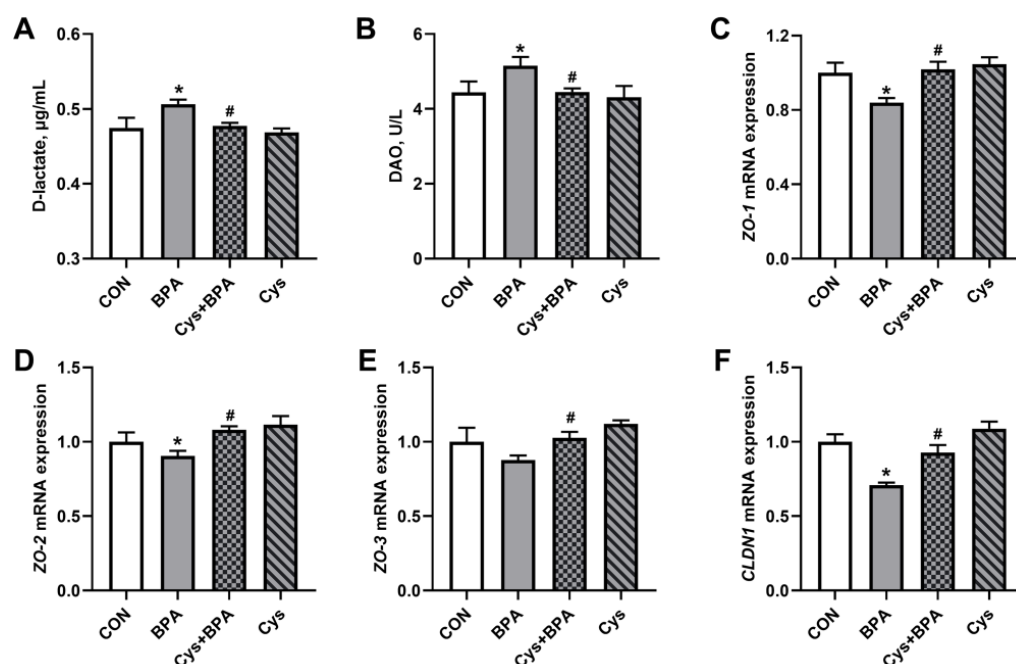 A
D-lactate, µg/mL
0.6
0.5
0.4
0.3
*
#
CON
BPA
Cys+BPA
Cys
B
DAO, U/L
6
4
2
0
*
#
CON
BPA
Cys+BPA
Cys
C
ZO-1 mRNA expression
1.2
0.8
0.4
0.0
*
#
CON
BPA
Cys+BPA
Cys
D
ZO-2 mRNA expression
1.5
1.0
0.5
0.0
*
#
CON
BPA
Cys+BPA
Cys
E
ZO-3 mRNA expression
1.5
1.0
0.5
0.0
#
CON
BPA
Cys+BPA
Cys
F
CLDN1 mRNA expression
1.5
1.0
0.5
0.0
*
#
CON
BPA
Cys+BPA
Cys